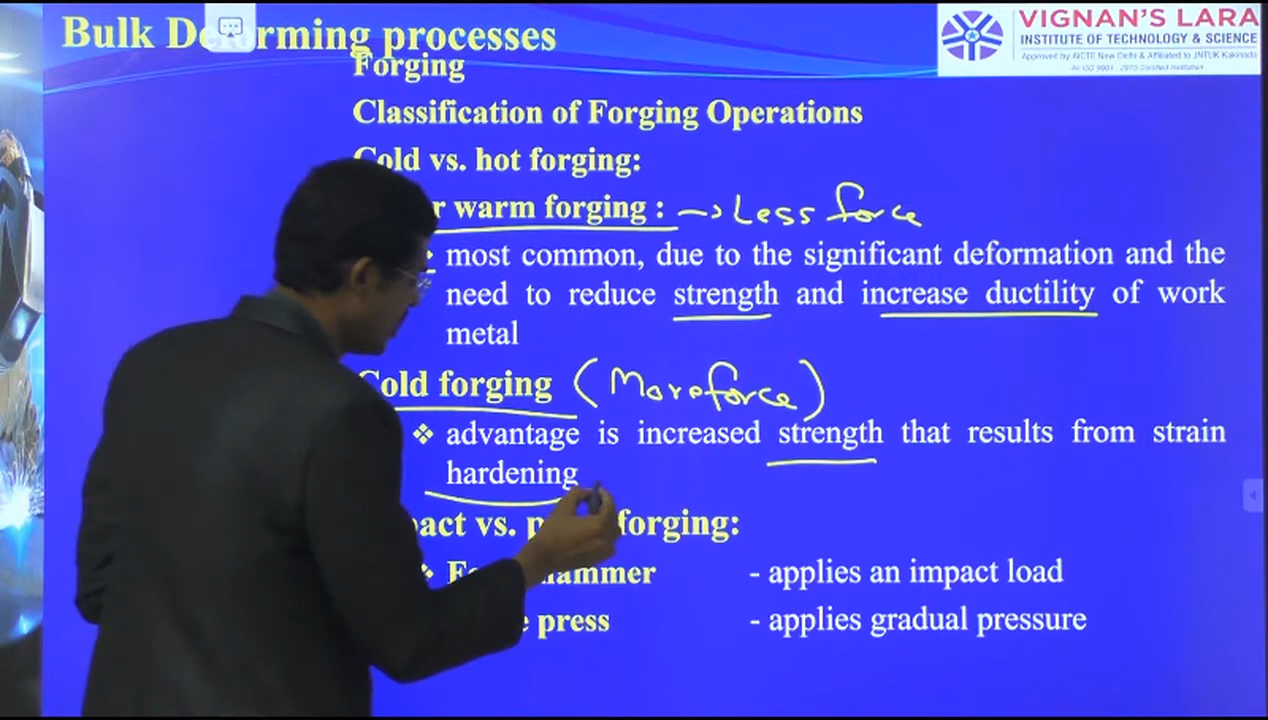 Bulk Deforming processes
VIGNAN'S LARA
INSTITUTE OF TECHNOLOGY & SCIENCE
Approved by AICTE New Delhi & Affiliated to JNTUK Kakinada
An ISO 9001 : 2015 Certified Institution
Forging
Classification of Forging Operations
Cold vs. hot forging:
r warm forging : → Less force
most common, due to the significant deformation and the
need to reduce strength and increase ductility of work
metal
Cold forging (More force)
❖ advantage is increased strength that results from strain
hardening
pact vs. p forging:
hammer - applies an impact load
press - applies gradual pressure